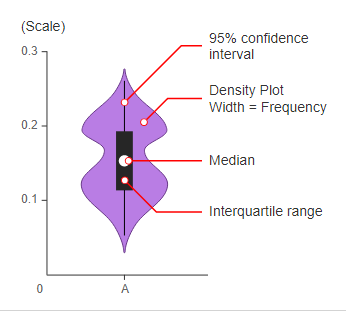 (Scale)
0.3
95% confidence
interval
Density Plot
Width = Frequency
0.2
Median
0.1
Interquartile range
0
A